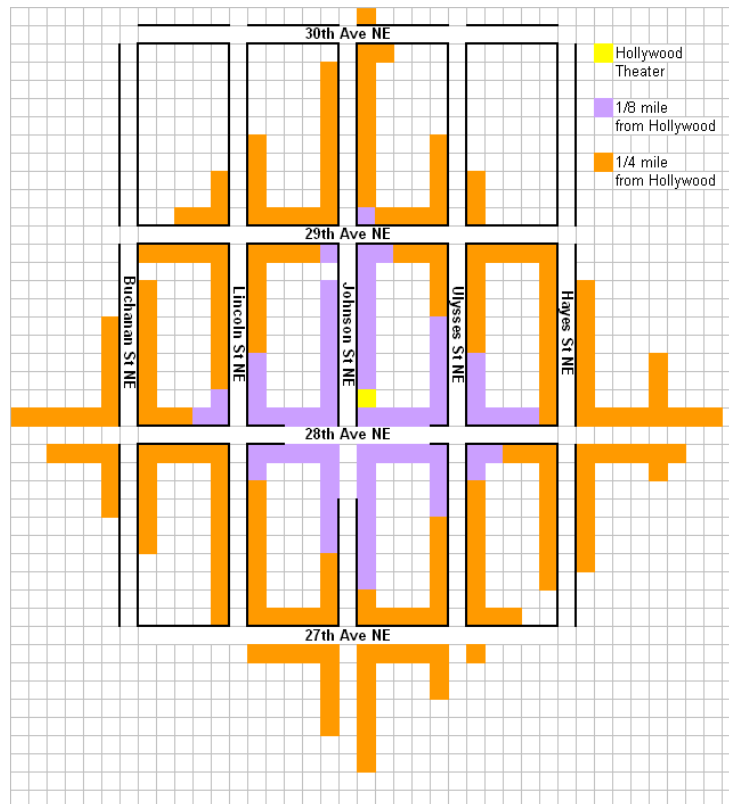 30th Ave NE
Hollywood
Theater
1/8 mile
from Hollywood
1/4 mile
from Hollywood
29th Ave NE
Buchanan St NE
Lincoln St NE
Johnson St NE
Ulysses St NE
Hayes St NE
28th Ave NE
27th Ave NE